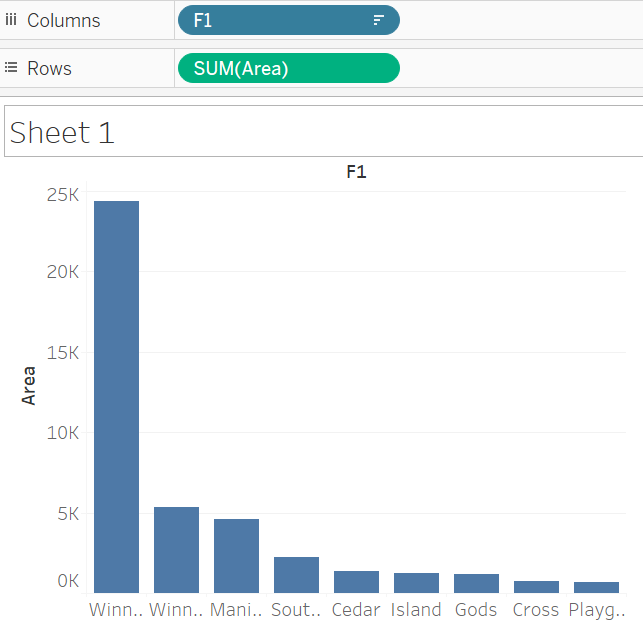 Columns F1
Rows SUM(Area)
Sheet 1
F1
25K
20K
15K
10K
5K
0K
Area
Winn.. Winn.. Mani.. Sout.. Cedar Island Gods Cross Playg..